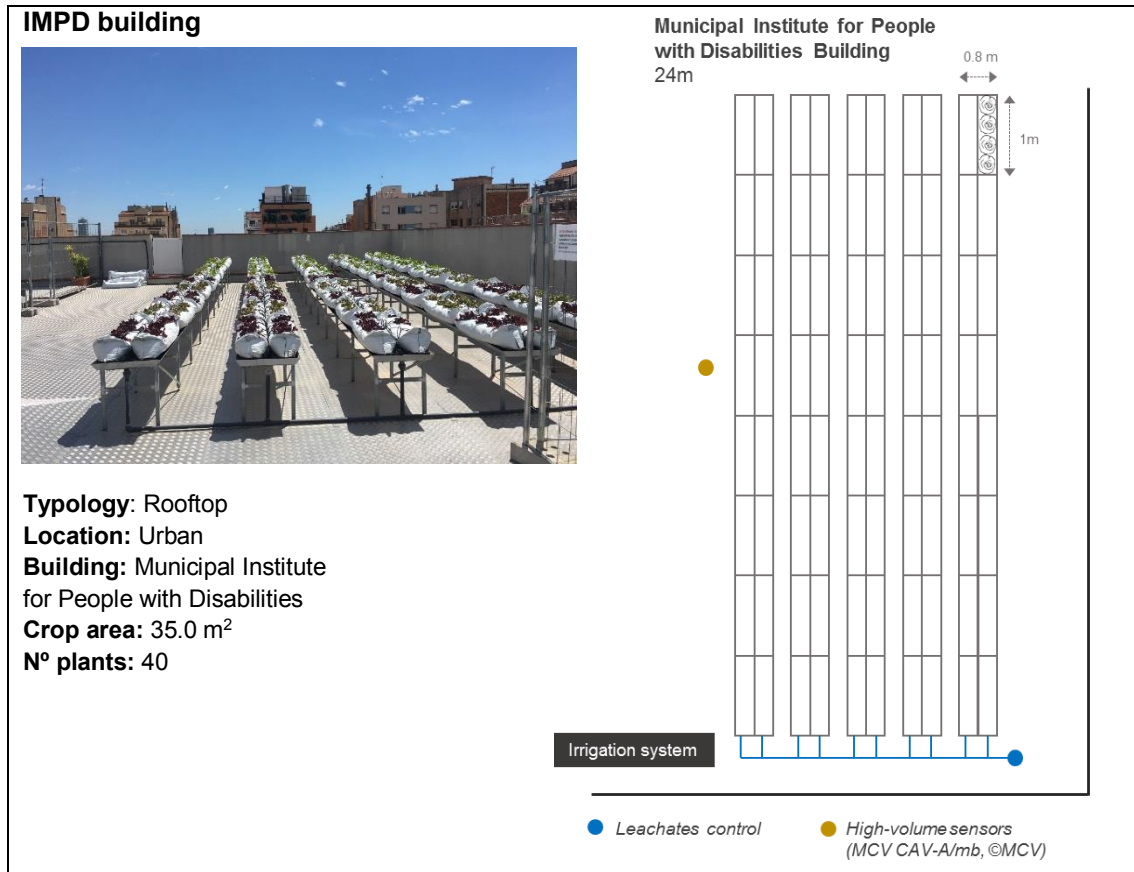 IMPD building
Typology: Rooftop
Location: Urban
Building: Municipal Institute
for People with Disabilities
Crop area: 35.0 m²
Nº plants: 40
Municipal Institute for People
with Disabilities Building
24m
0.8 m
1m
Irrigation system
Leachates control
High-volume sensors
(MCV CAV-A/mb, ©MCV)